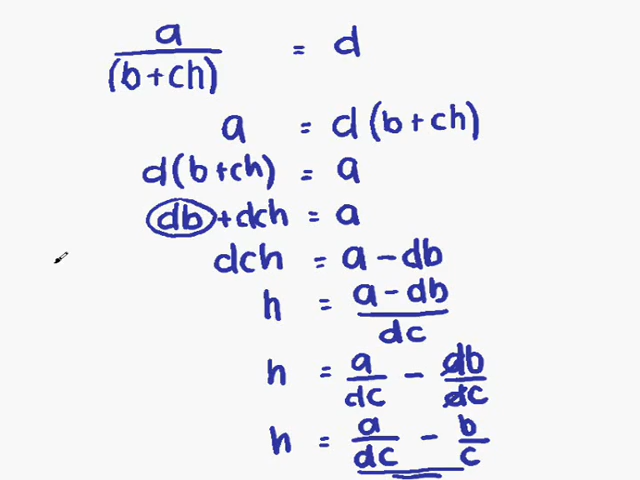 a/(b+ch) = d
a = d(b+ch)
d(b+ch) = a
db+dch = a
dch = a-db
h = (a-db)/dc
h = a/dc - db/dc
h = a/dc - b/c